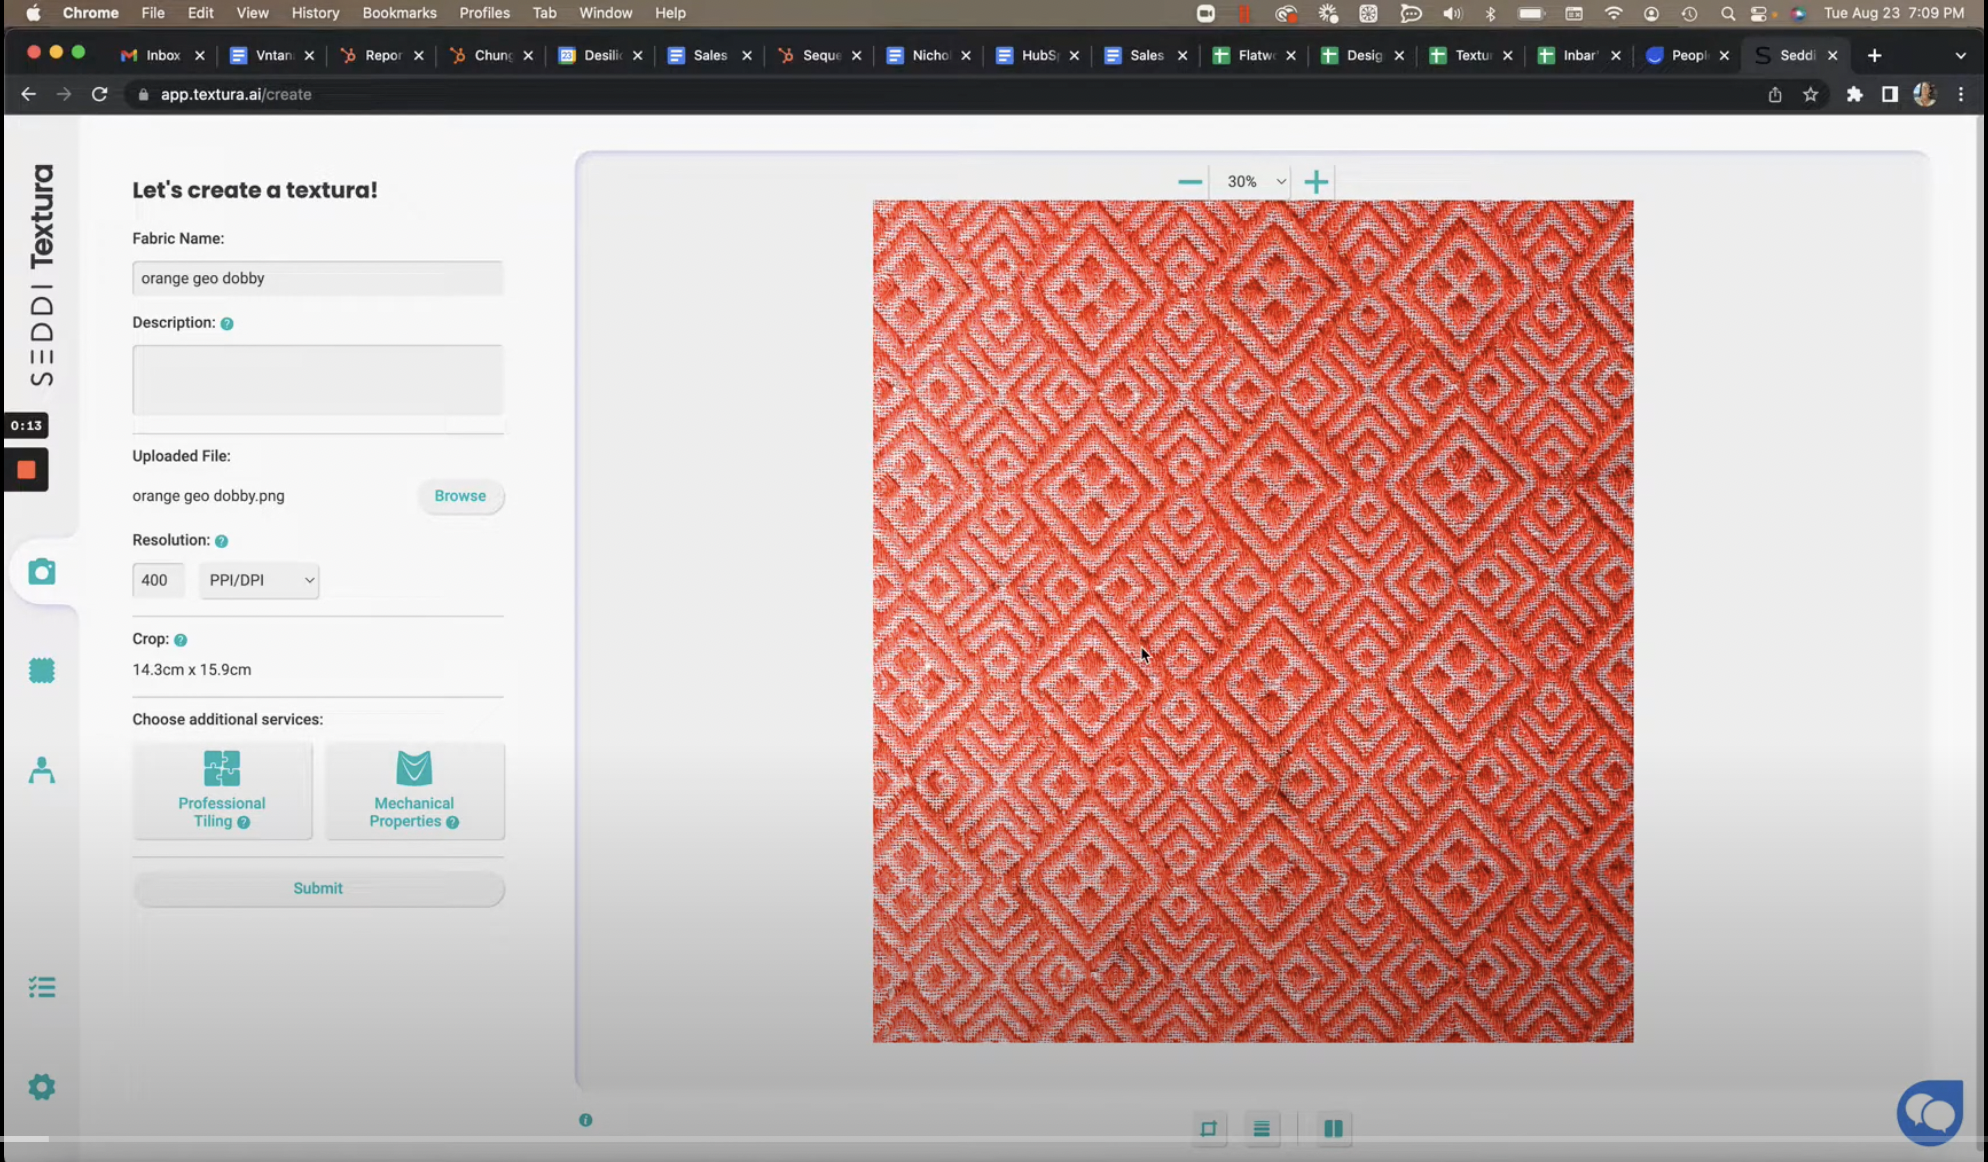 Chrome File Edit View History Bookmarks Profiles Tab Window Help Tue Aug 23 7:09 PM
Inbox Vntan Repor Chung Desili Sales Seque Nichol HubS Sales Flatw Desig Textu Inbar' Peopl Seddi
app.textura.ai/create
SEDDI Textura
Let's create a textura!
30%
Fabric Name:
orange geo dobby
Description: ?
0:13
Uploaded File:
orange geo dobby.png
Browse
Resolution: ?
400 PPI/DPI
Crop: ?
14.3cm x 15.9cm
Choose additional services:
Professional
Tiling ?
Mechanical
Properties ?
Submit